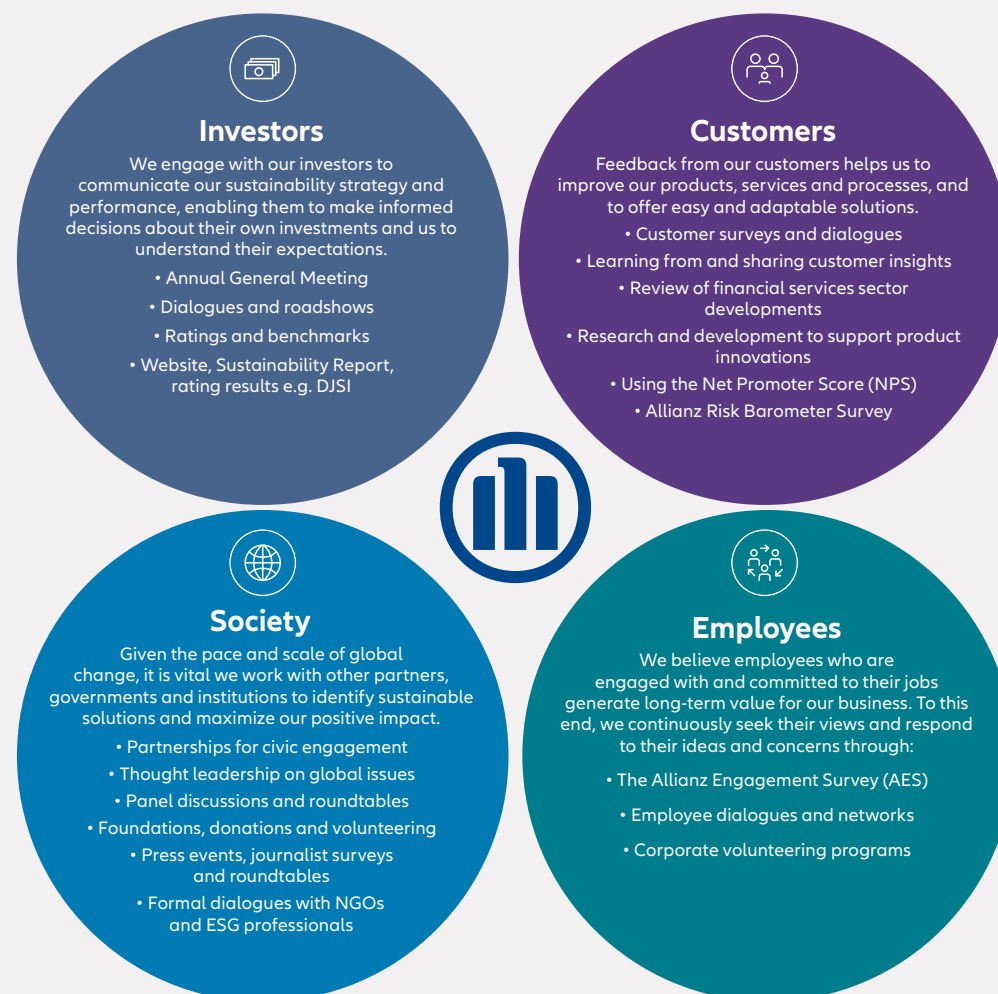 Investors
We engage with our investors to
communicate our sustainability strategy and
performance, enabling them to make informed
decisions about their own investments and us to
understand their expectations.
• Annual General Meeting
• Dialogues and roadshows
• Ratings and benchmarks
• Website, Sustainability Report,
rating results e.g. DJSI
Customers
Feedback from our customers helps us to
improve our products, services and processes, and
to offer easy and adaptable solutions.
• Customer surveys and dialogues
• Learning from and sharing customer insights
• Review of financial services sector
developments
• Research and development to support product
innovations
• Using the Net Promoter Score (NPS)
• Allianz Risk Barometer Survey
Society
Given the pace and scale of global
change, it is vital we work with other partners,
governments and institutions to identify sustainable
solutions and maximize our positive impact.
• Partnerships for civic engagement
• Thought leadership on global issues
• Panel discussions and roundtables
• Foundations, donations and volunteering
• Press events, journalist surveys
and roundtables
• Formal dialogues with NGOs
and ESG professionals
Employees
We believe employees who are
engaged with and committed to their jobs
generate long-term value for our business. To this
end, we continuously seek their views and respond
to their ideas and concerns through:
• The Allianz Engagement Survey (AES)
• Employee dialogues and networks
• Corporate volunteering programs